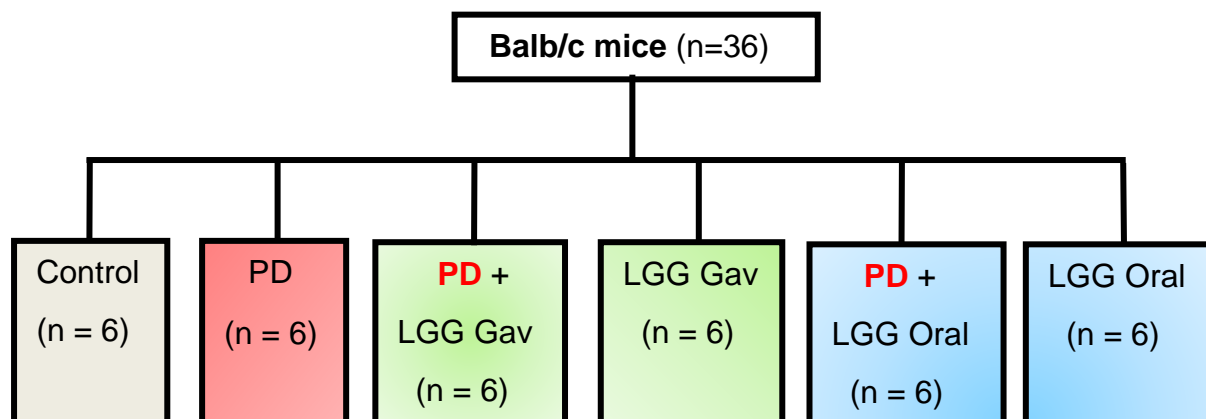 Balb/c mice (n=36)
Control
(n = 6)
PD
(n = 6)
PD +
LGG Gav
(n = 6)
LGG Gav
(n = 6)
PD +
LGG Oral
(n = 6)
LGG Oral
(n = 6)